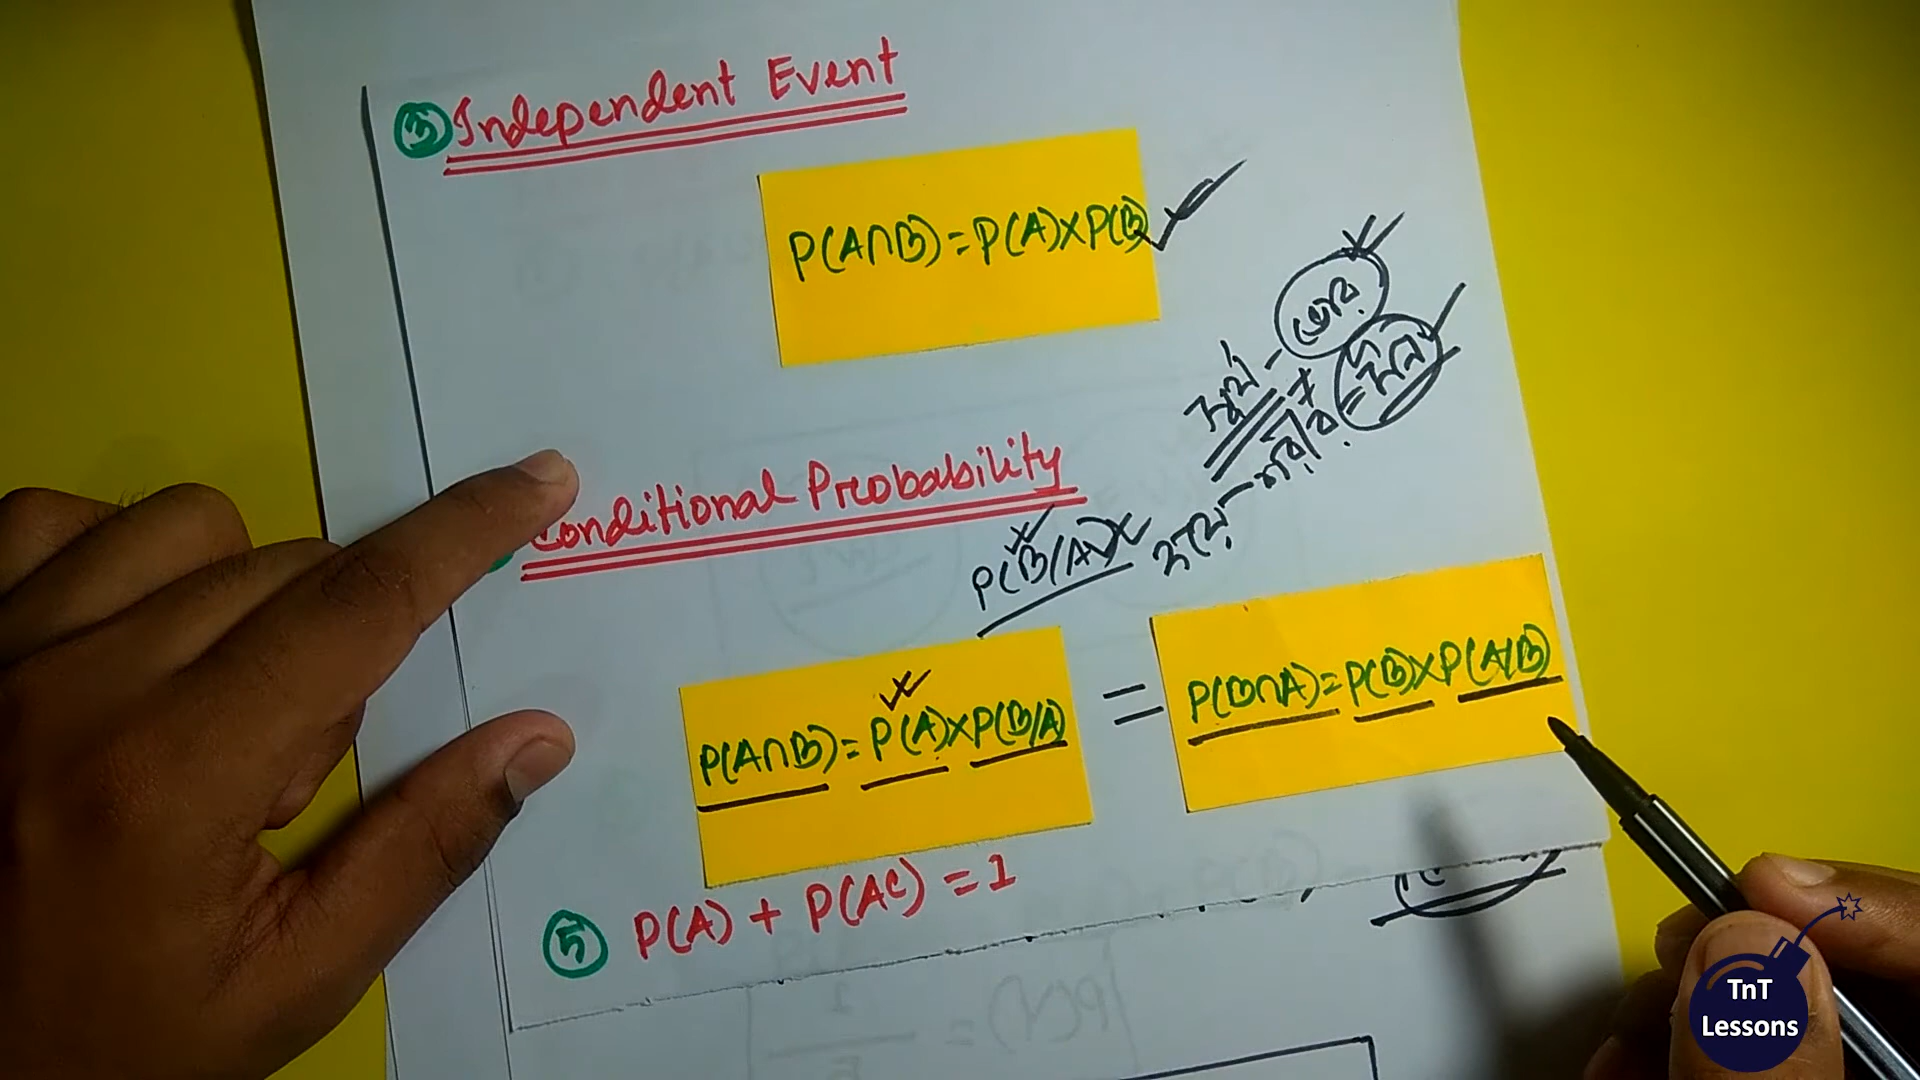 ③ Independent Event
P(A∩B)=P(A)×P(B)
সূর্য - ভোর
≠
Conditional Probability
P(B/A)
P(A∩B)=P(A)×P(B/A)
=
P(B∩A)=P(B)×P(A/B)
⑤ P(A) + P(AC) = 1
TnT
Lessons